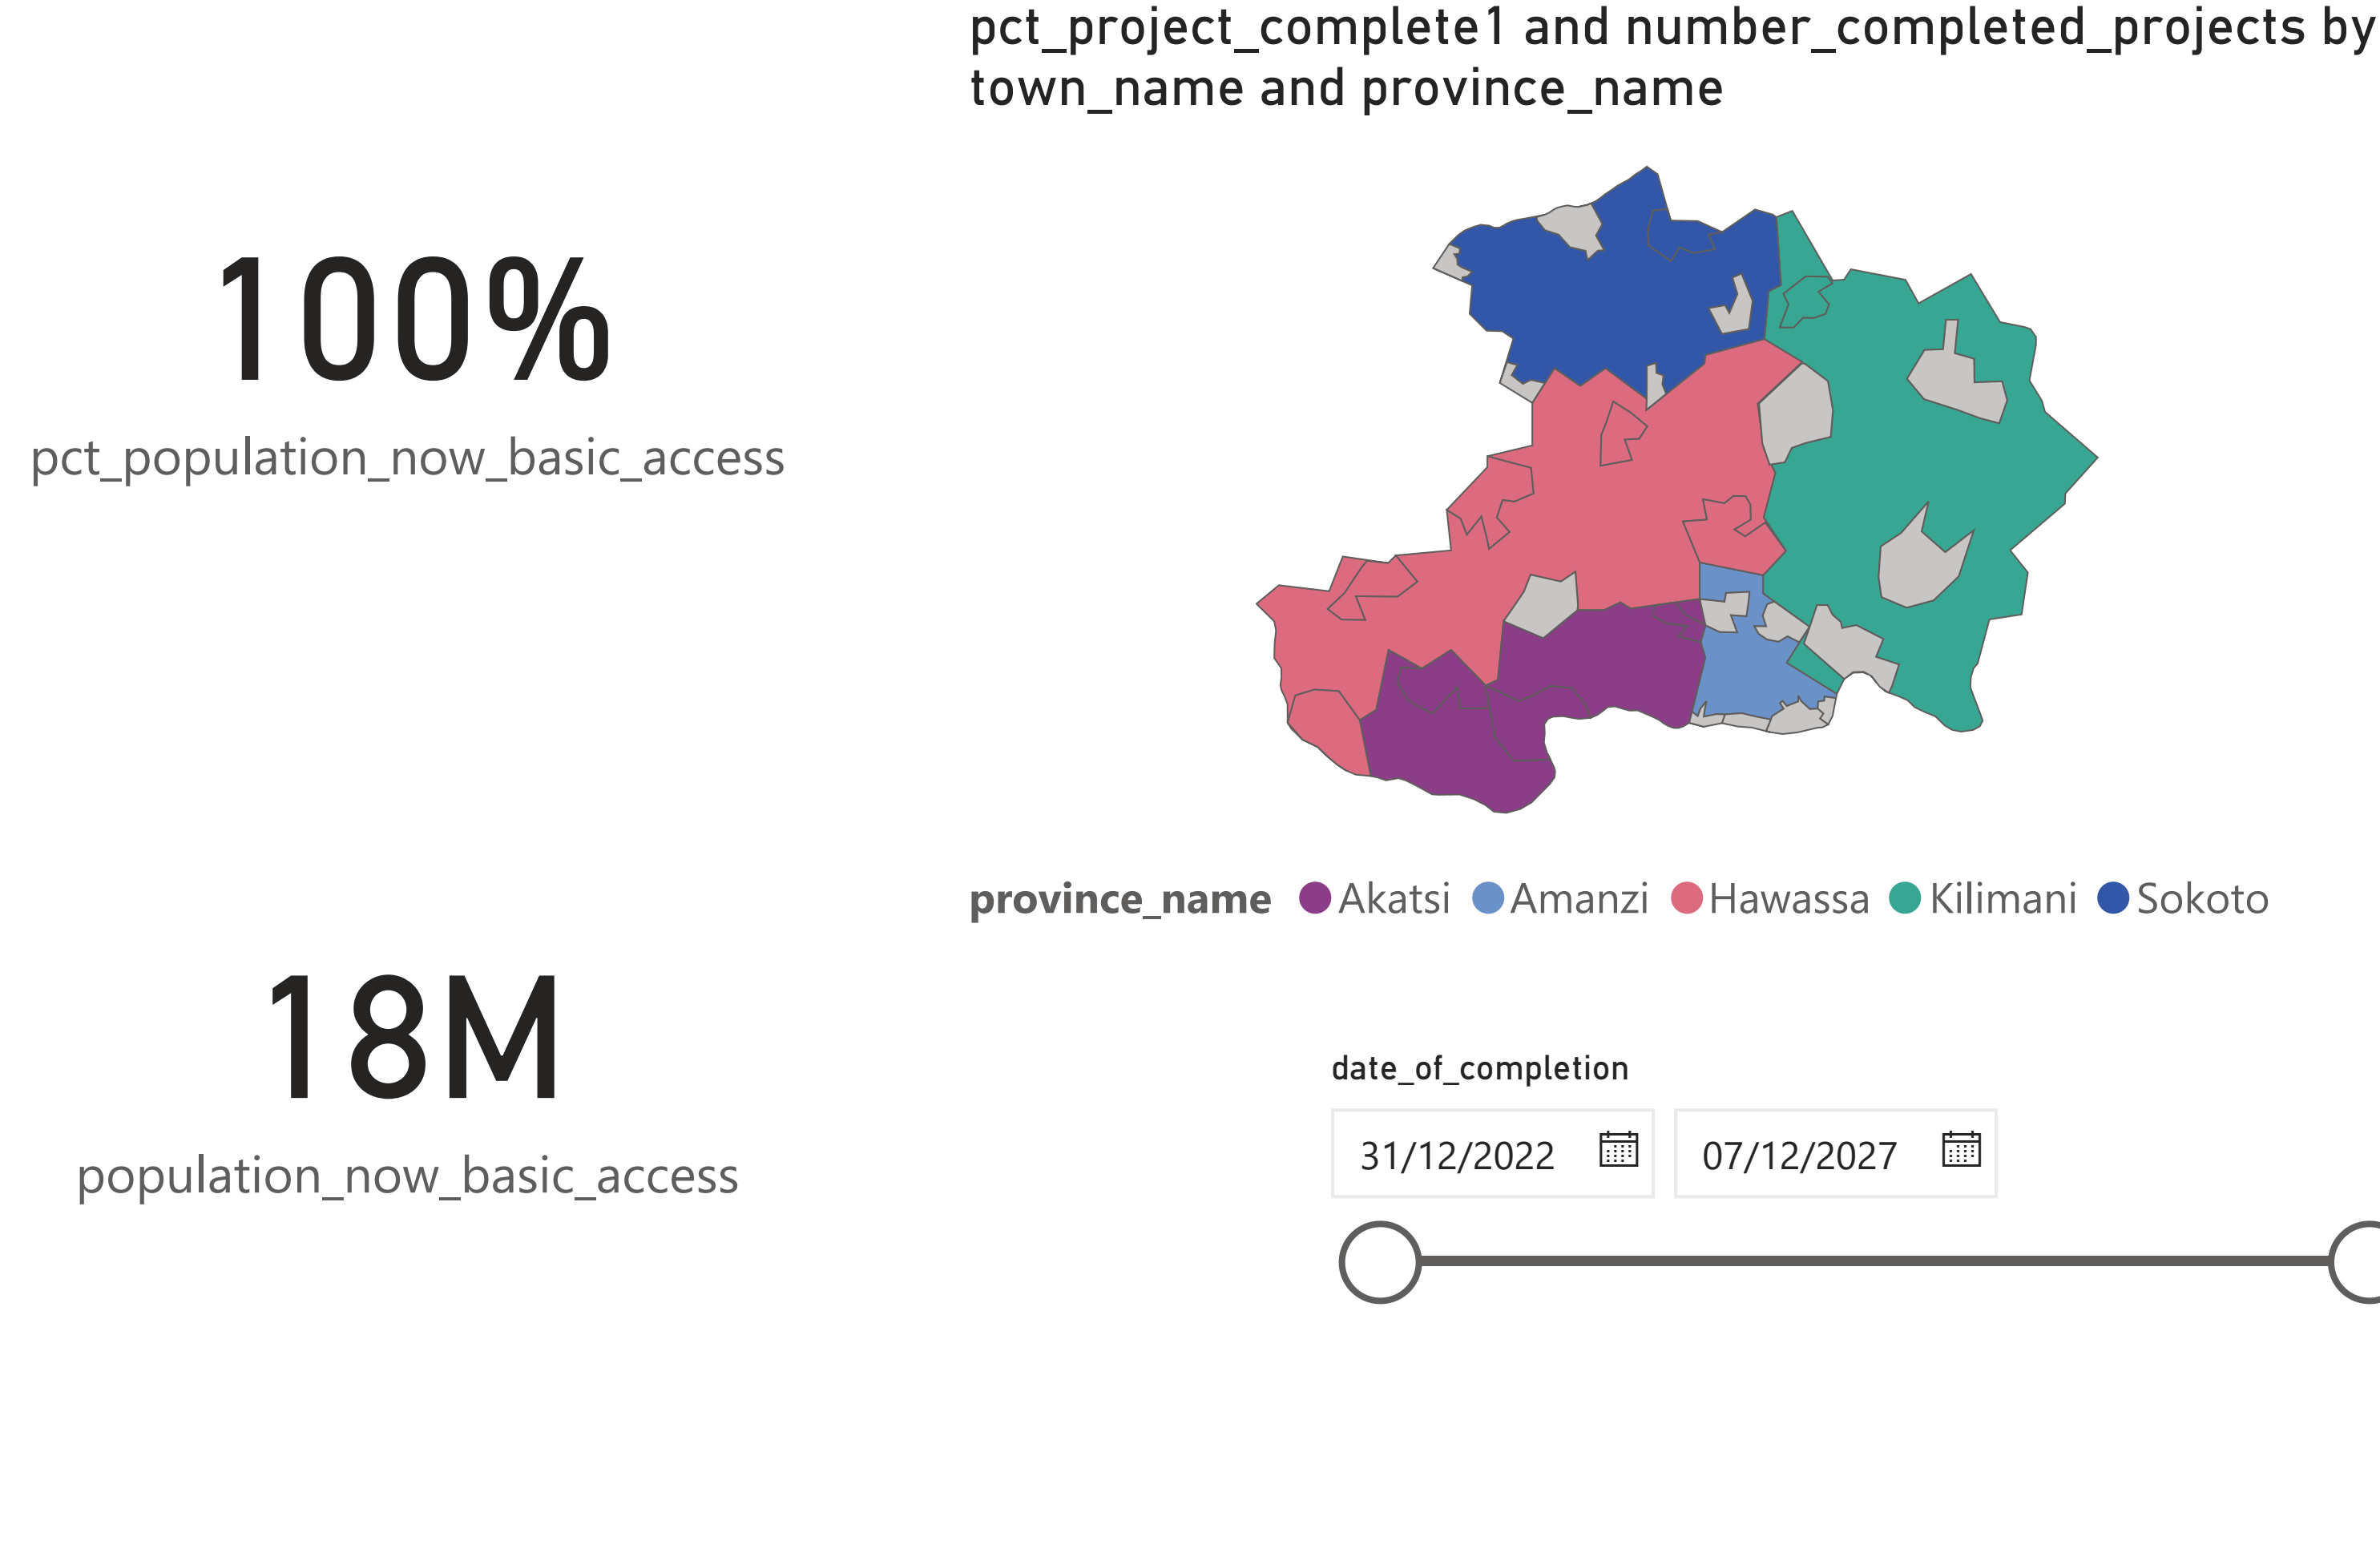 pct_project_complete1 and number_completed_projects by
town_name and province_name
100%
pct_population_now_basic_access
province_name Akatsi Amanzi Hawassa Kilimani Sokoto
18M
population_now_basic_access
date_of_completion
31/12/2022 07/12/2027